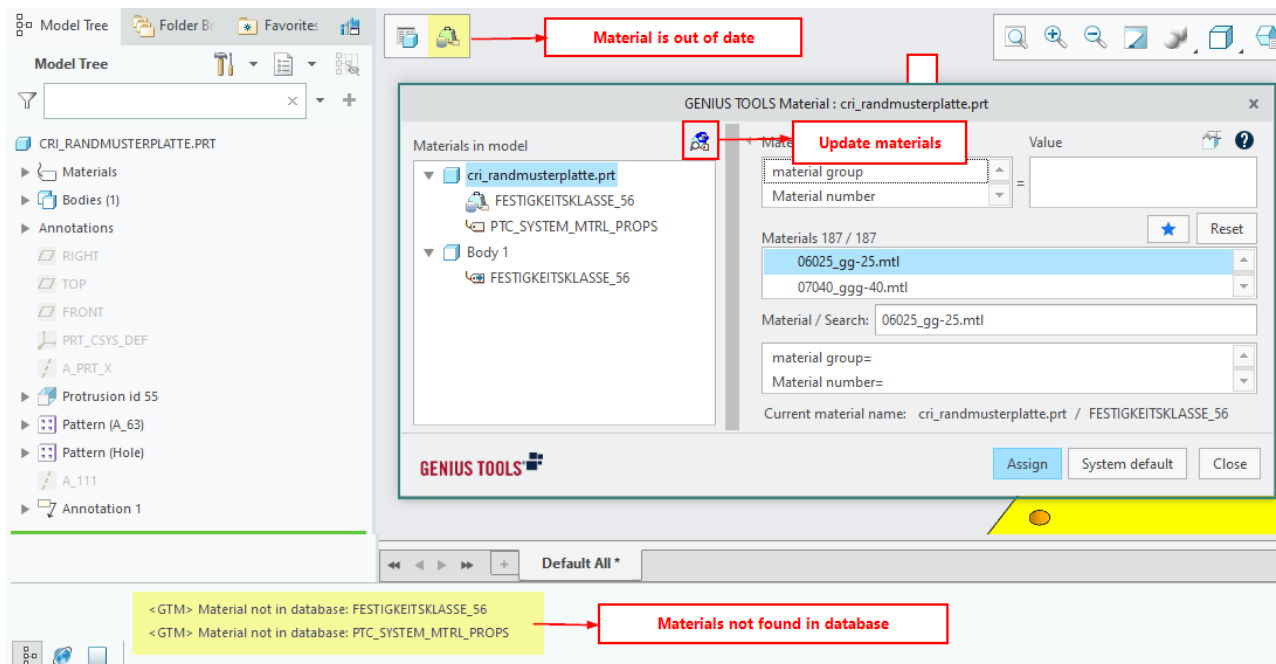 Model Tree
Folder Br
Favorites
Material is out of date
Model Tree
GENIUS TOOLS Material : cri_randmusterplatte.prt
CRI_RANDMUSTERPLATTE.PRT
Materials
Bodies (1)
Annotations
RIGHT
TOP
FRONT
PRT_CSYS_DEF
A_PRT_X
Protrusion id 55
Pattern (A_63)
Pattern (Hole)
A_111
Annotation 1
Materials in model
cri_randmusterplatte.prt
FESTIGKEITSKLASSE_56
PTC_SYSTEM_MTRL_PROPS
Body 1
FESTIGKEITSKLASSE_56
Update materials
Value
material group
=
Material number
Reset
Materials 187 / 187
06025_gg-25.mtl
07040_ggg-40.mtl
Material / Search: 06025_gg-25.mtl
material group=
Material number=
Current material name: cri_randmusterplatte.prt / FESTIGKEITSKLASSE_56
GENIUS TOOLS
Assign System default Close
Default All *
<GTM> Material not in database: FESTIGKEITSKLASSE_56
<GTM> Material not in database: PTC_SYSTEM_MTRL_PROPS
Materials not found in database